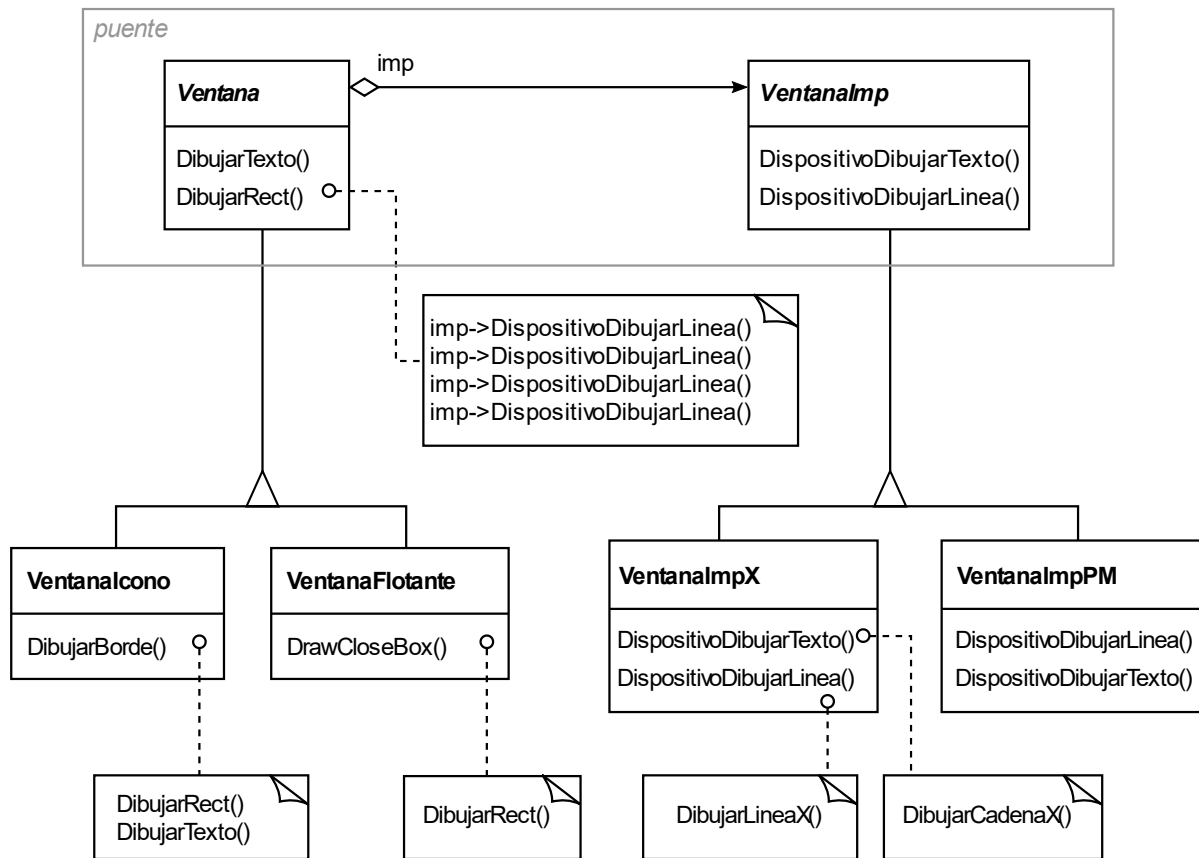 puente
imp
Ventana
VentanaImp
DibujarTexto()
DibujarRect()
DispositivoDibujarTexto()
DispositivoDibujarLinea()
imp->DispositivoDibujarLinea()
imp->DispositivoDibujarLinea()
imp->DispositivoDibujarLinea()
imp->DispositivoDibujarLinea()
VentanaIcono
DibujarBorde()
VentanaFlotante
DrawCloseBox()
VentanaImpX
DispositivoDibujarTexto()
DispositivoDibujarLinea()
VentanaImpPM
DispositivoDibujarLinea()
DispositivoDibujarTexto()
DibujarRect()
DibujarTexto()
DibujarRect()
DibujarLineaX()
DibujarCadenaX()